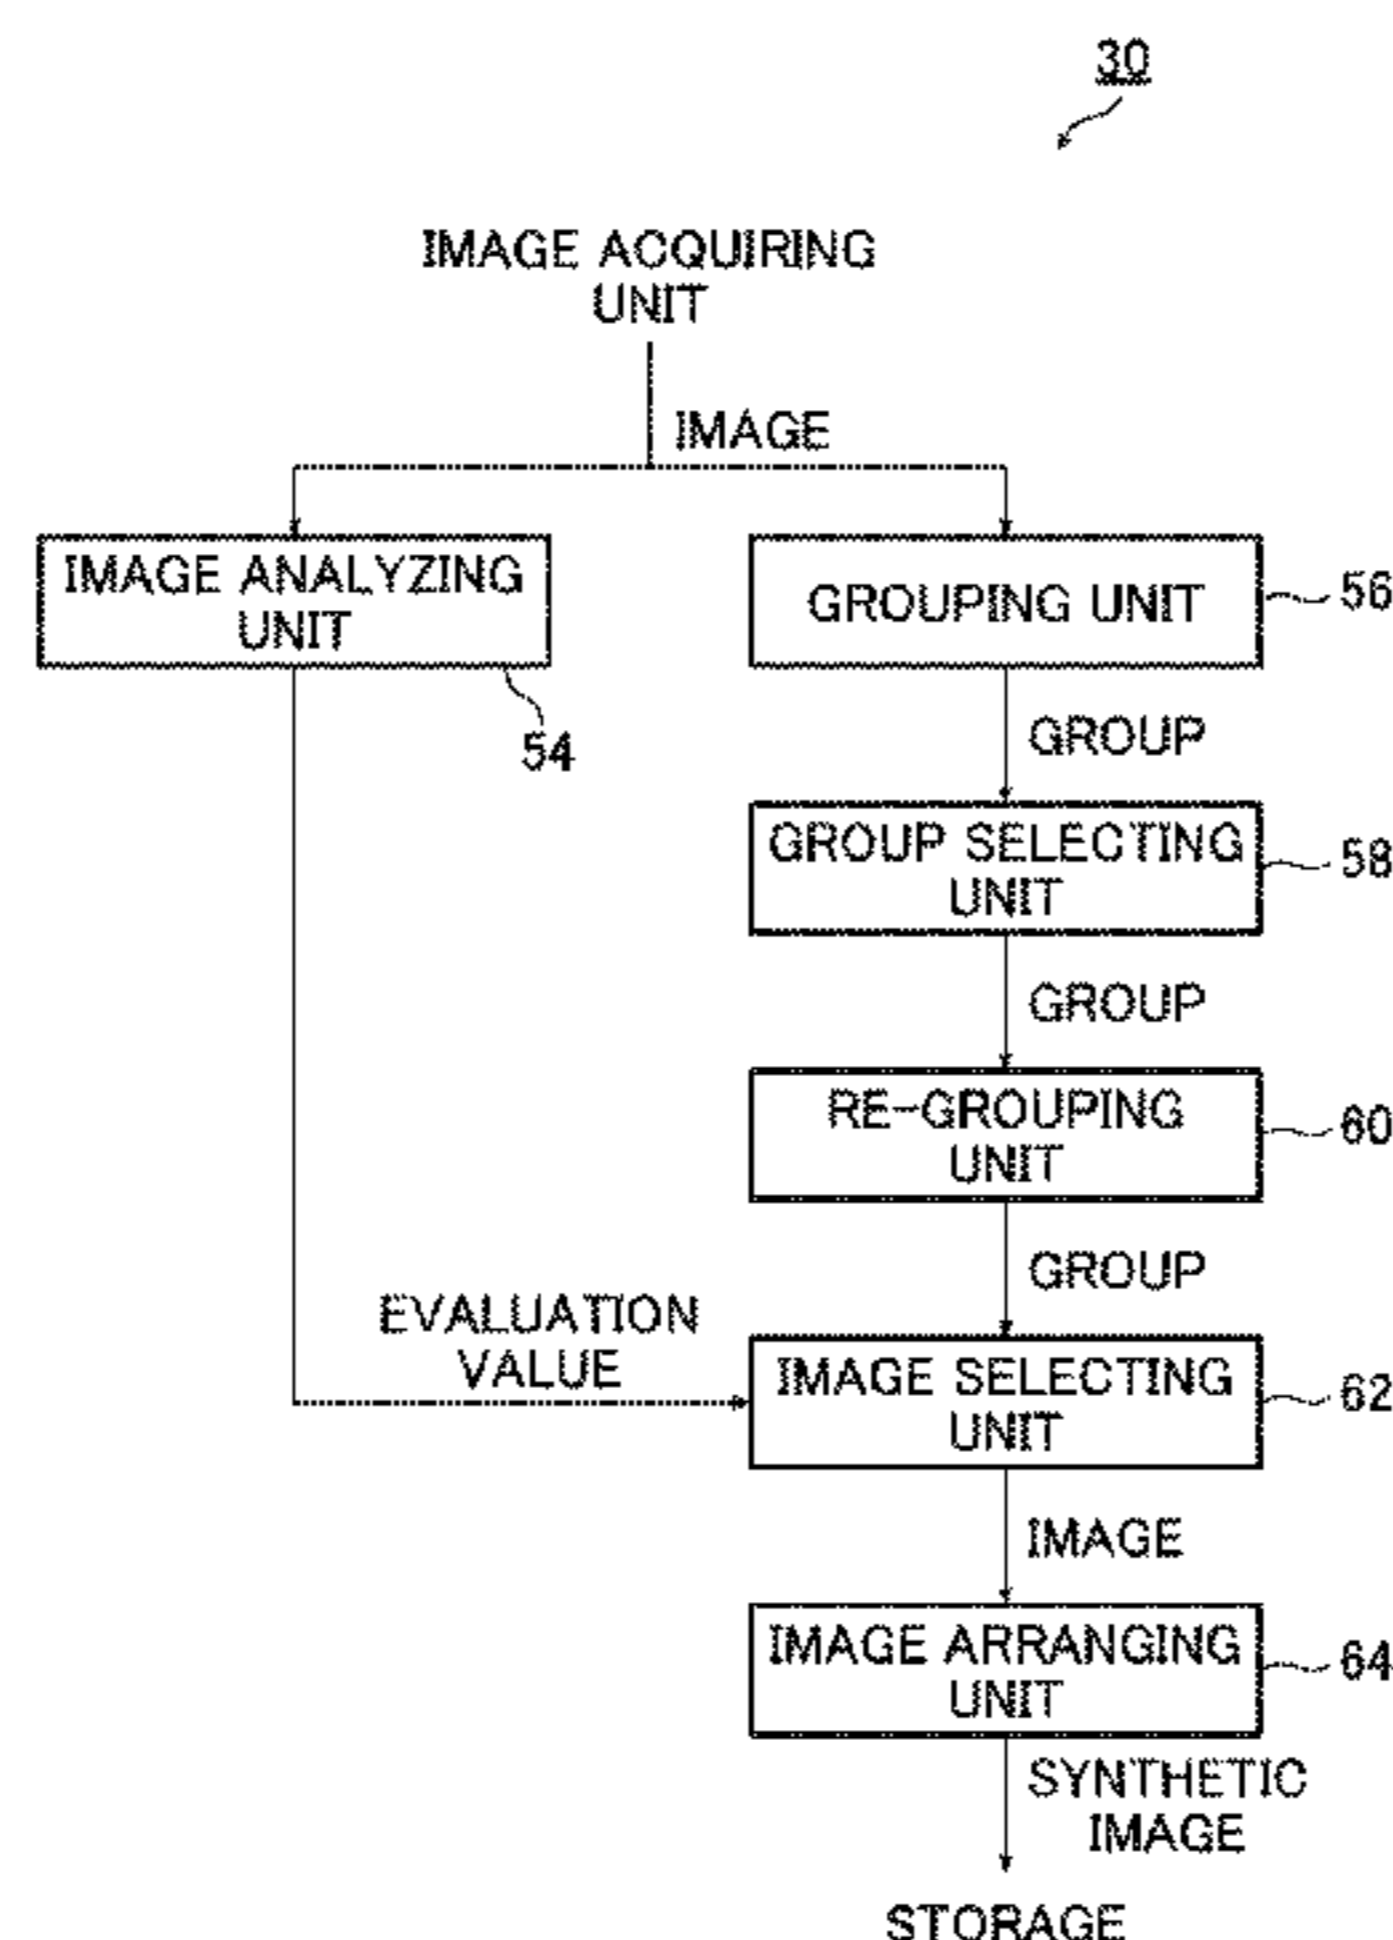 30
IMAGE ACQUIRING
UNIT
IMAGE
IMAGE ANALYZING
UNIT
54
GROUPING UNIT
56
GROUP
GROUP SELECTING
UNIT
58
GROUP
RE-GROUPING
UNIT
60
GROUP
EVALUATION
VALUE
IMAGE SELECTING
UNIT
62
IMAGE
IMAGE ARRANGING
UNIT
64
SYNTHETIC
IMAGE
STORAGE